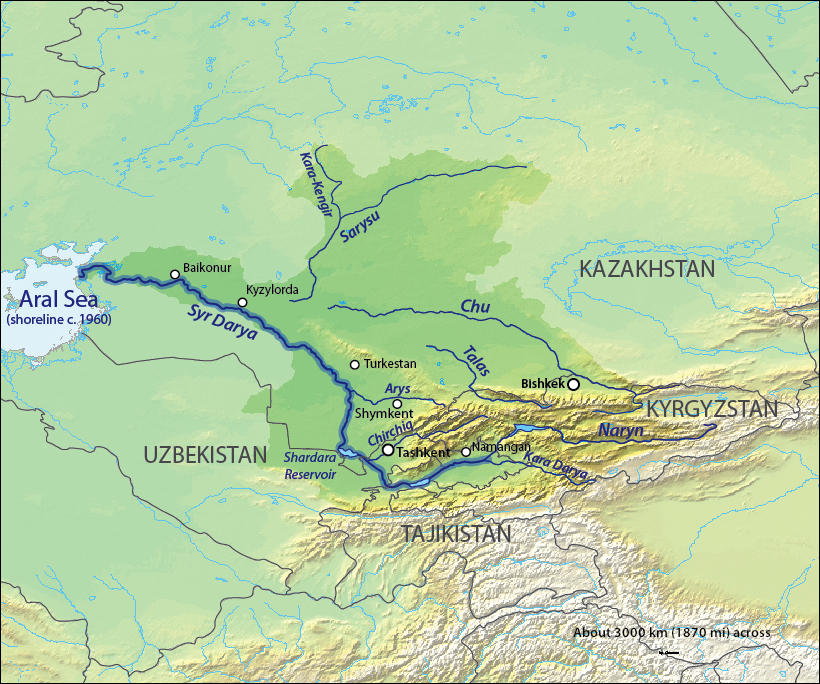 Kara-Kengir
Sarysu
Baikonur
KAZAKHSTAN
Kyzylorda
Aral Sea
(shoreline c. 1960)
Syr Darya
Chu
Turkestan
Talas
Bishkek
Arys
Shymkent
KYRGYZSTAN
Chirchiq
Naryn
UZBEKISTAN
Tashkent
Namangan
Shardara
Reservoir
Kara Darya
TAJIKISTAN
About 3000 km (1870 mi) across